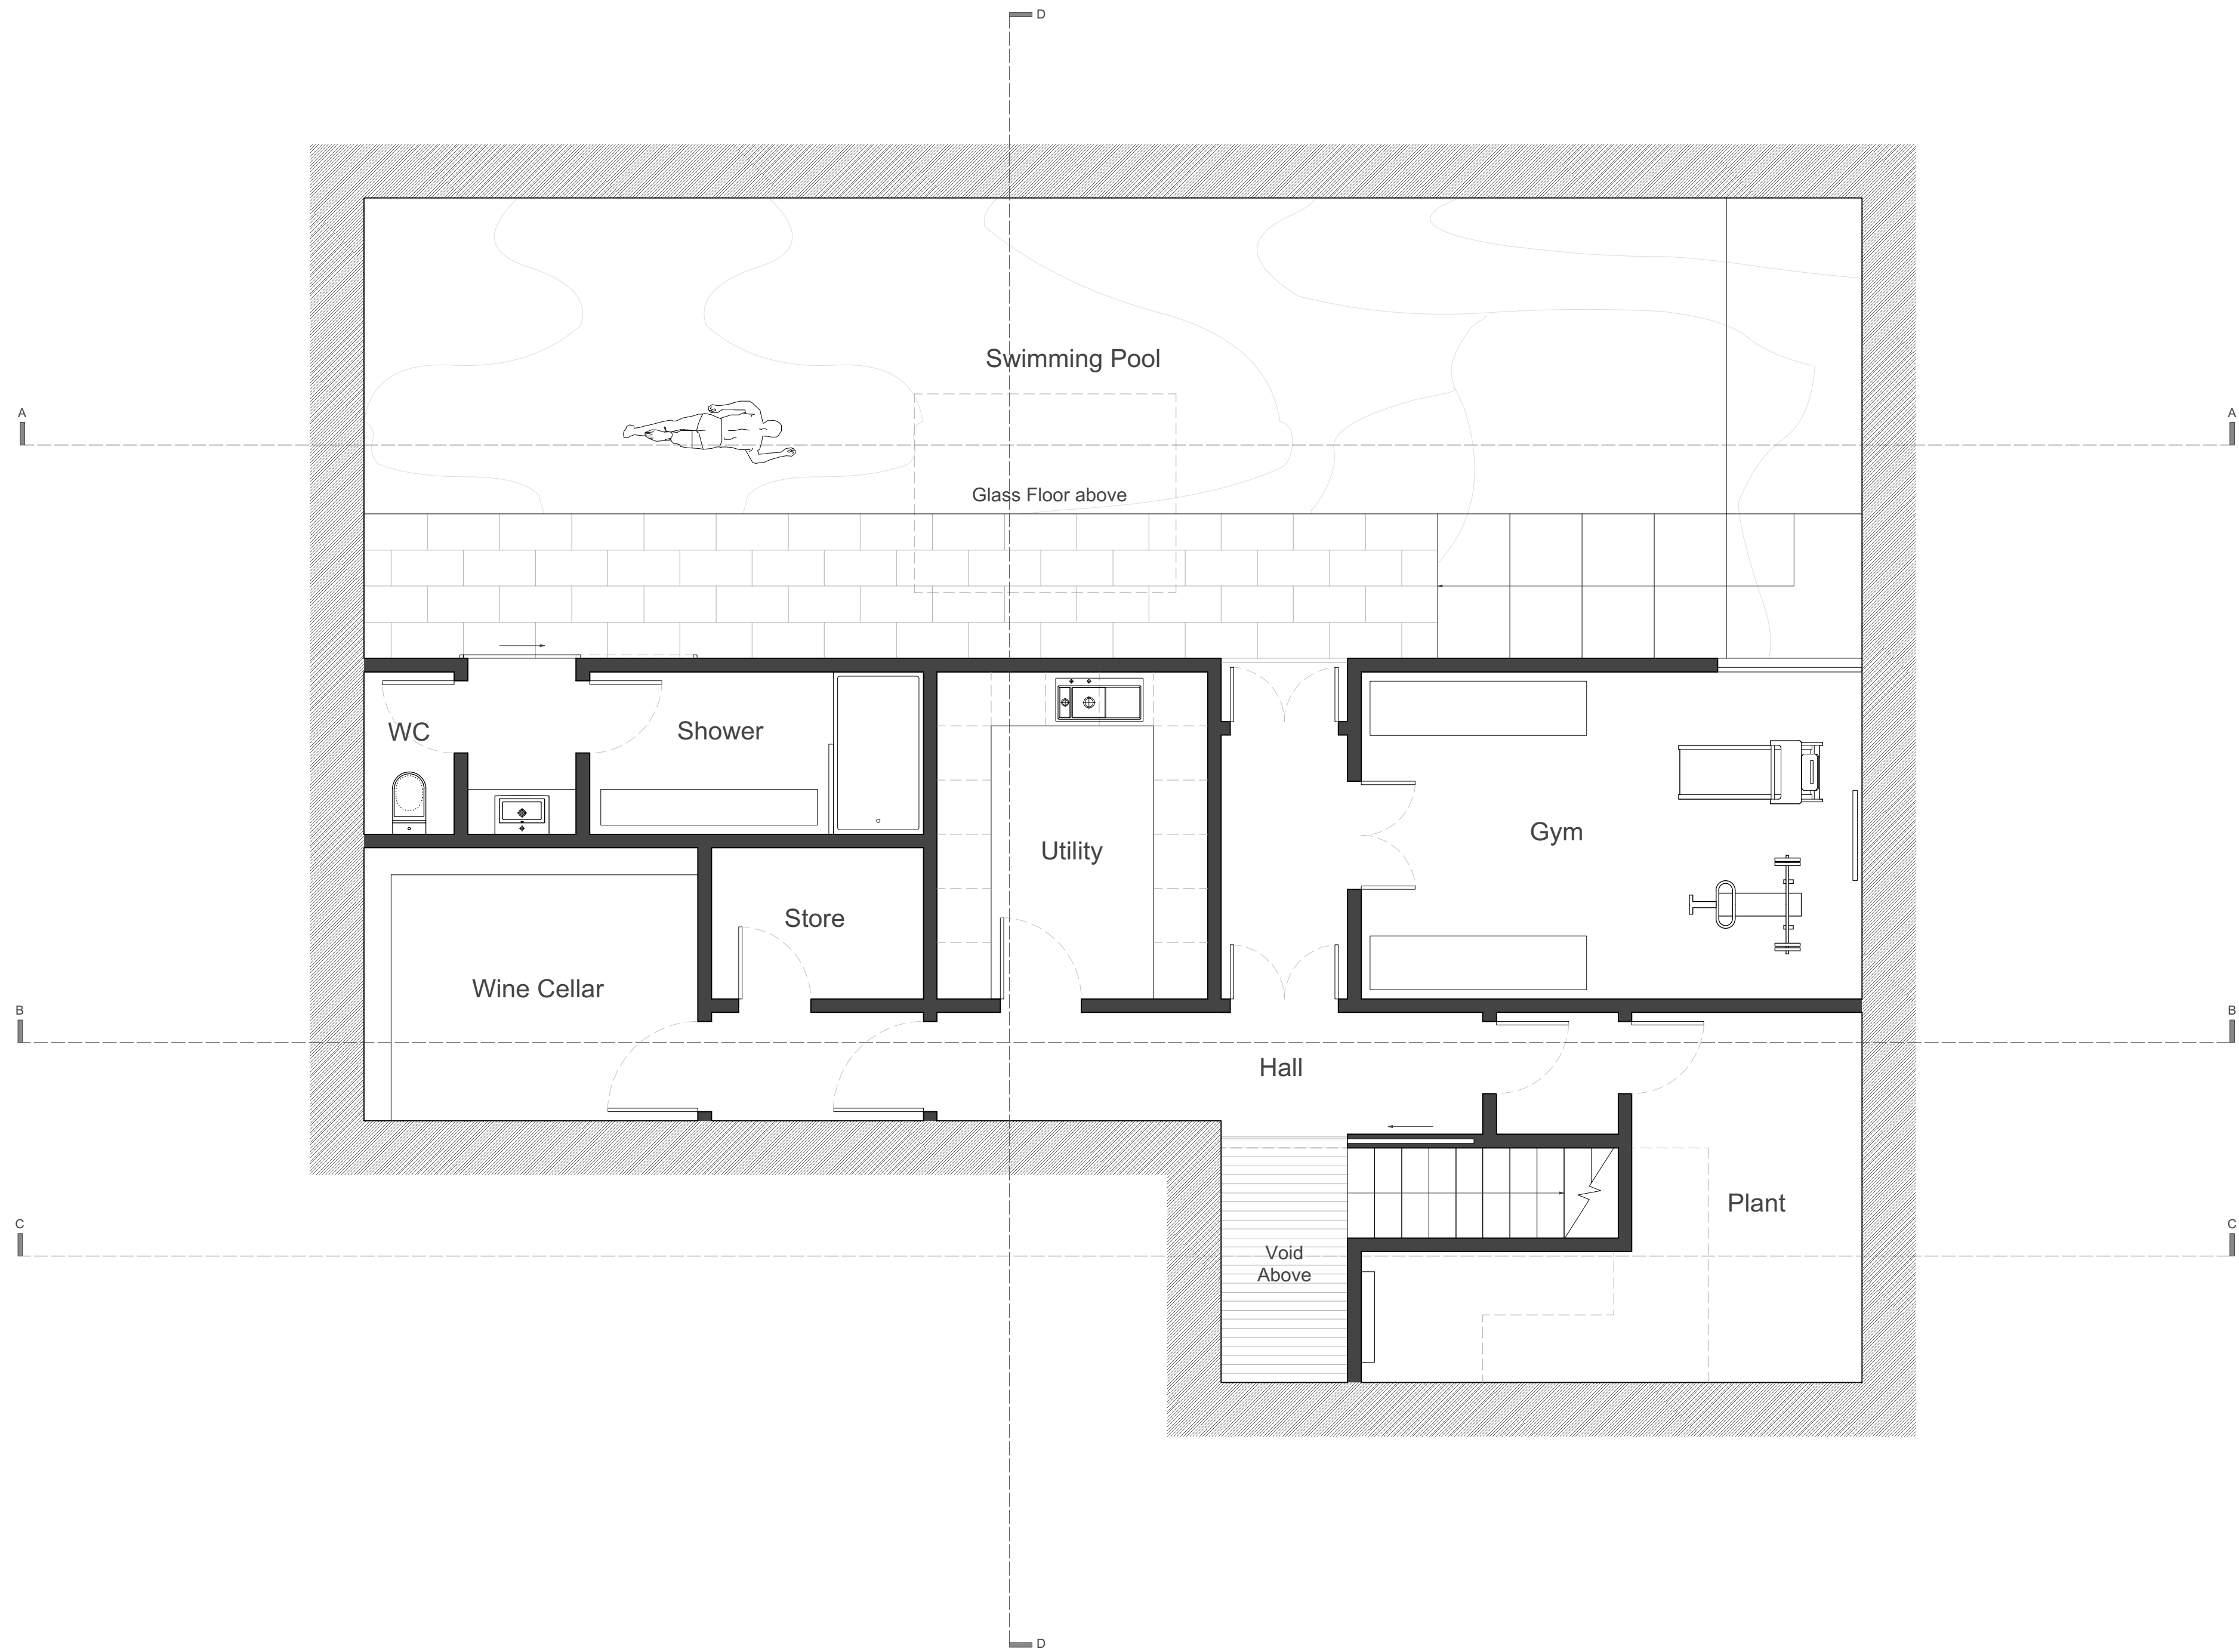 D
Swimming Pool
A
A
Glass Floor above
WC
Shower
Gym
Utility
Store
Wine Cellar
B
B
Hall
Plant
C
C
Void
Above
D